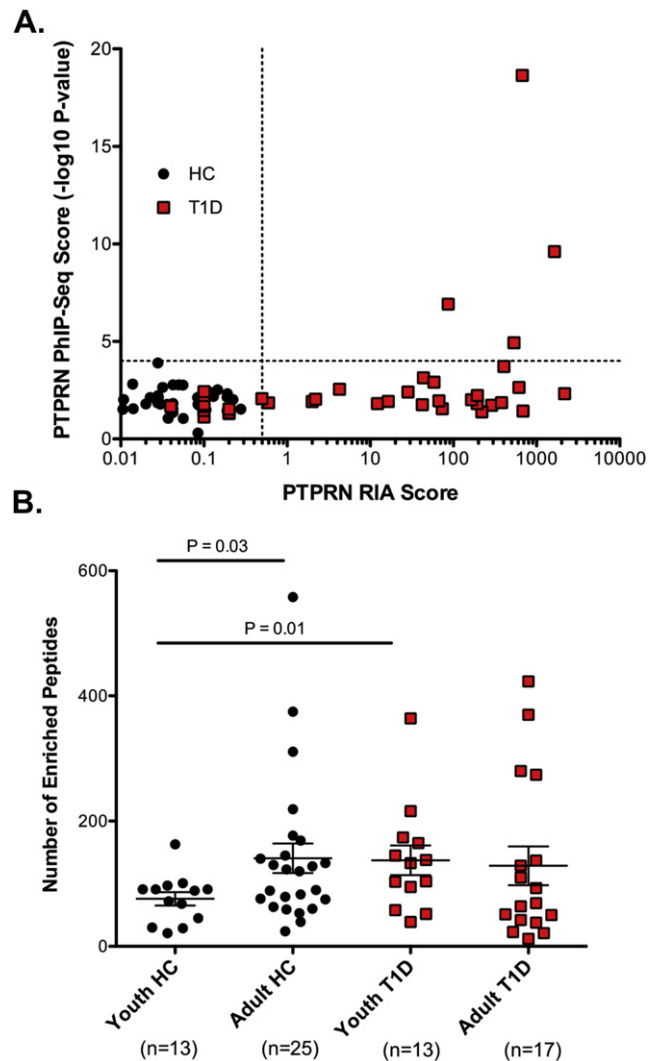 A.
PTPRN PhIP-Seq Score (-log10 P-value)
20
15
10
5
0
HC
T1D
0.01
0.1
1
10
100
1000
10000
PTPRN RIA Score
B.
P = 0.03
P = 0.01
Number of Enriched Peptides
600
400
200
0
Youth HC
Adult HC
Youth T1D
Adult T1D
(n=13)
(n=25)
(n=13)
(n=17)